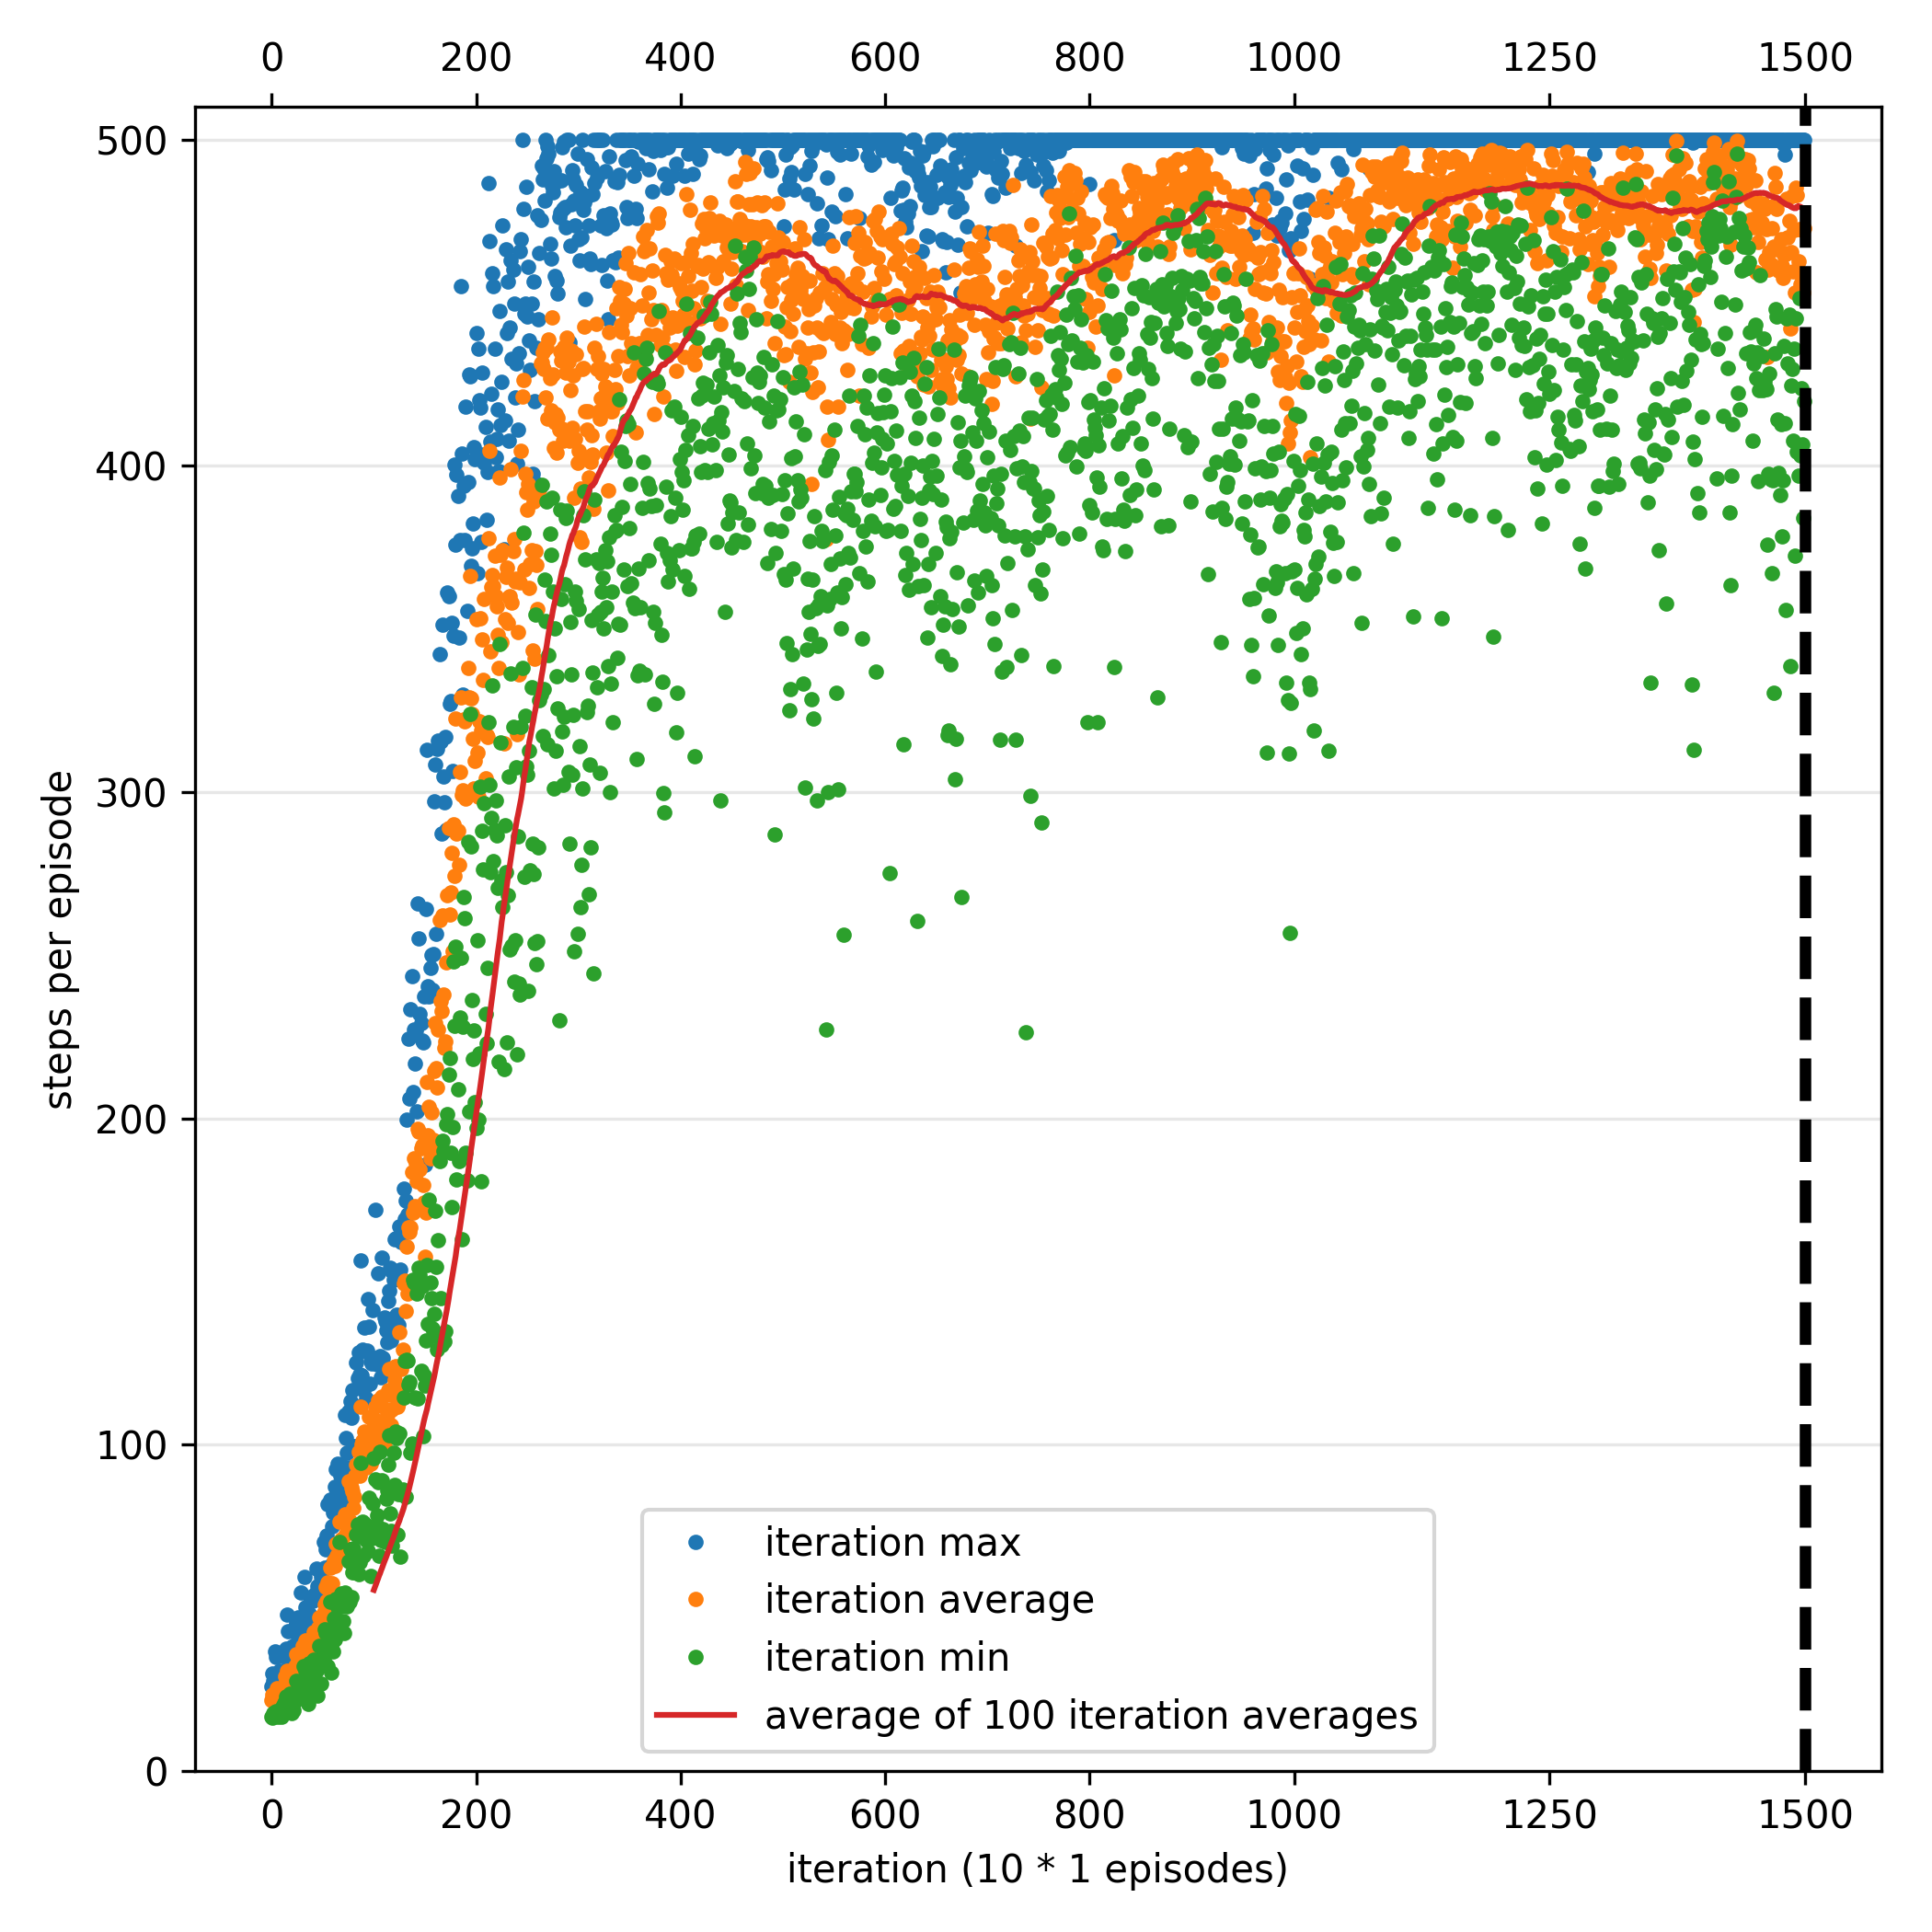 0 200 400 600 800 1000 1250 1500
500
400
300
200
100
0
steps per episode
iteration max
iteration average
iteration min
average of 100 iteration averages
0 200 400 600 800 1000 1250 1500
iteration (10 * 1 episodes)